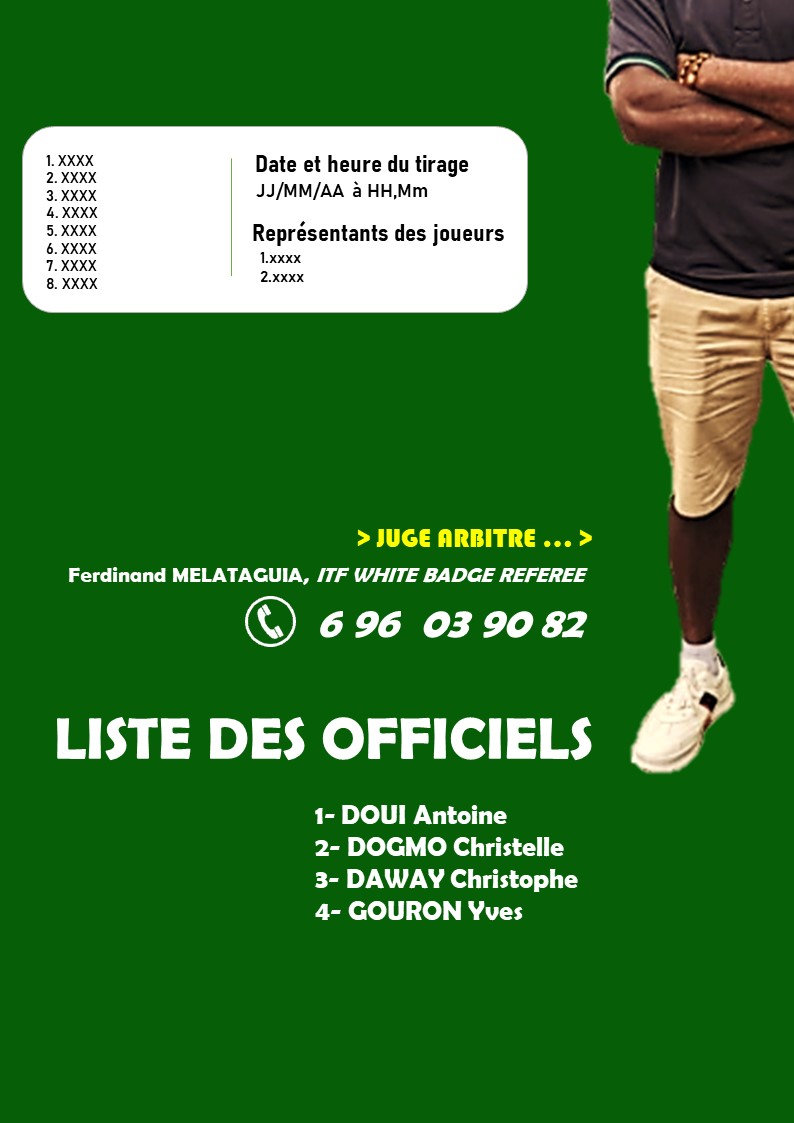 1. XXXX
2. XXXX
3. XXXX
4. XXXX
5. XXXX
6. XXXX
7. XXXX
8. XXXX
Date et heure du tirage
JJ/MM/AA à HH,Mm
Représentants des joueurs
1.xxxx
2.xxxx
> JUGE ARBITRE ... >
Ferdinand MELATAGUIA, ITF WHITE BADGE REFEREE
6 96 03 90 82
LISTE DES OFFICIELS
1- DOUI Antoine
2- DOGMO Christelle
3- DAWAY Christophe
4- GOURON Yves